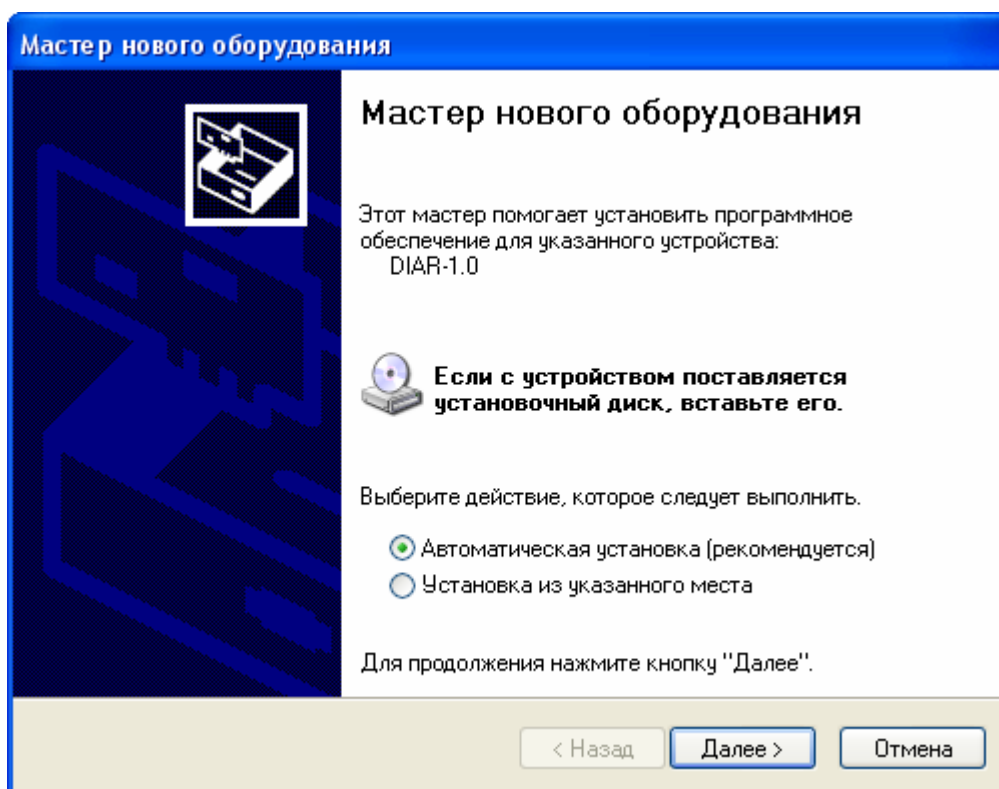 Мастер нового оборудования
Мастер нового оборудования
Этот мастер помогает установить программное
обеспечение для указанного устройства:
DIAR-1.0
Если с устройством поставляется
установочный диск, вставьте его.
Выберите действие, которое следует выполнить.
Автоматическая установка (рекомендуется)
Установка из указанного места
Для продолжения нажмите кнопку "Далее".
< Назад Далее > Отмена